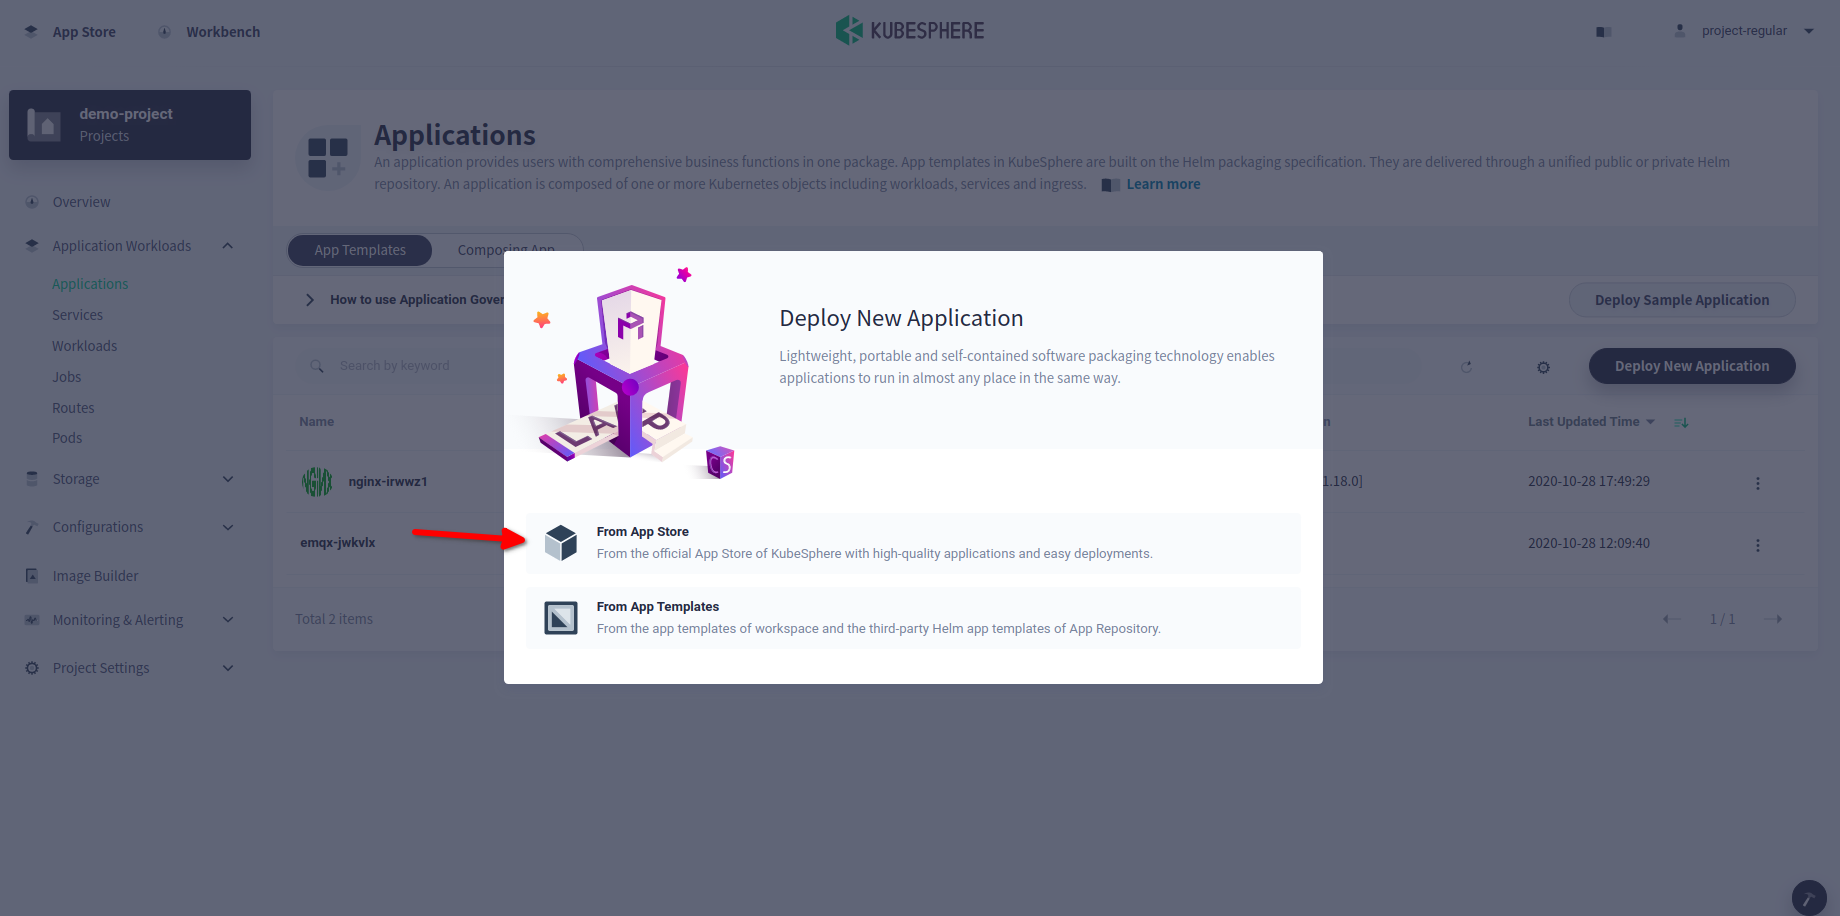 App Store
Workbench
KUBESPHERE
project-regular
demo-project
Projects
Overview
Application Workloads
Applications
Services
Workloads
Jobs
Routes
Pods
Storage
Configurations
Image Builder
Monitoring & Alerting
Project Settings
Applications
An application provides users with comprehensive business functions in one package. App templates in KubeSphere are built on the Helm packaging specification. They are delivered through a unified public or private Helm
repository. An application is composed of one or more Kubernetes objects including workloads, services and ingress. Learn more
App Templates
Composing App
How to use Application Gover
Deploy Sample Application
Search by keyword
Deploy New Application
Name
n
Last Updated Time
NGINX
nginx-irwwz1
1.18.0]
2020-10-28 17:49:29
emqx-jwkvlx
2020-10-28 12:09:40
Total 2 items
1 / 1
Deploy New Application
Lightweight, portable and self-contained software packaging technology enables
applications to run in almost any place in the same way.
From App Store
From the official App Store of KubeSphere with high-quality applications and easy deployments.
From App Templates
From the app templates of workspace and the third-party Helm app templates of App Repository.